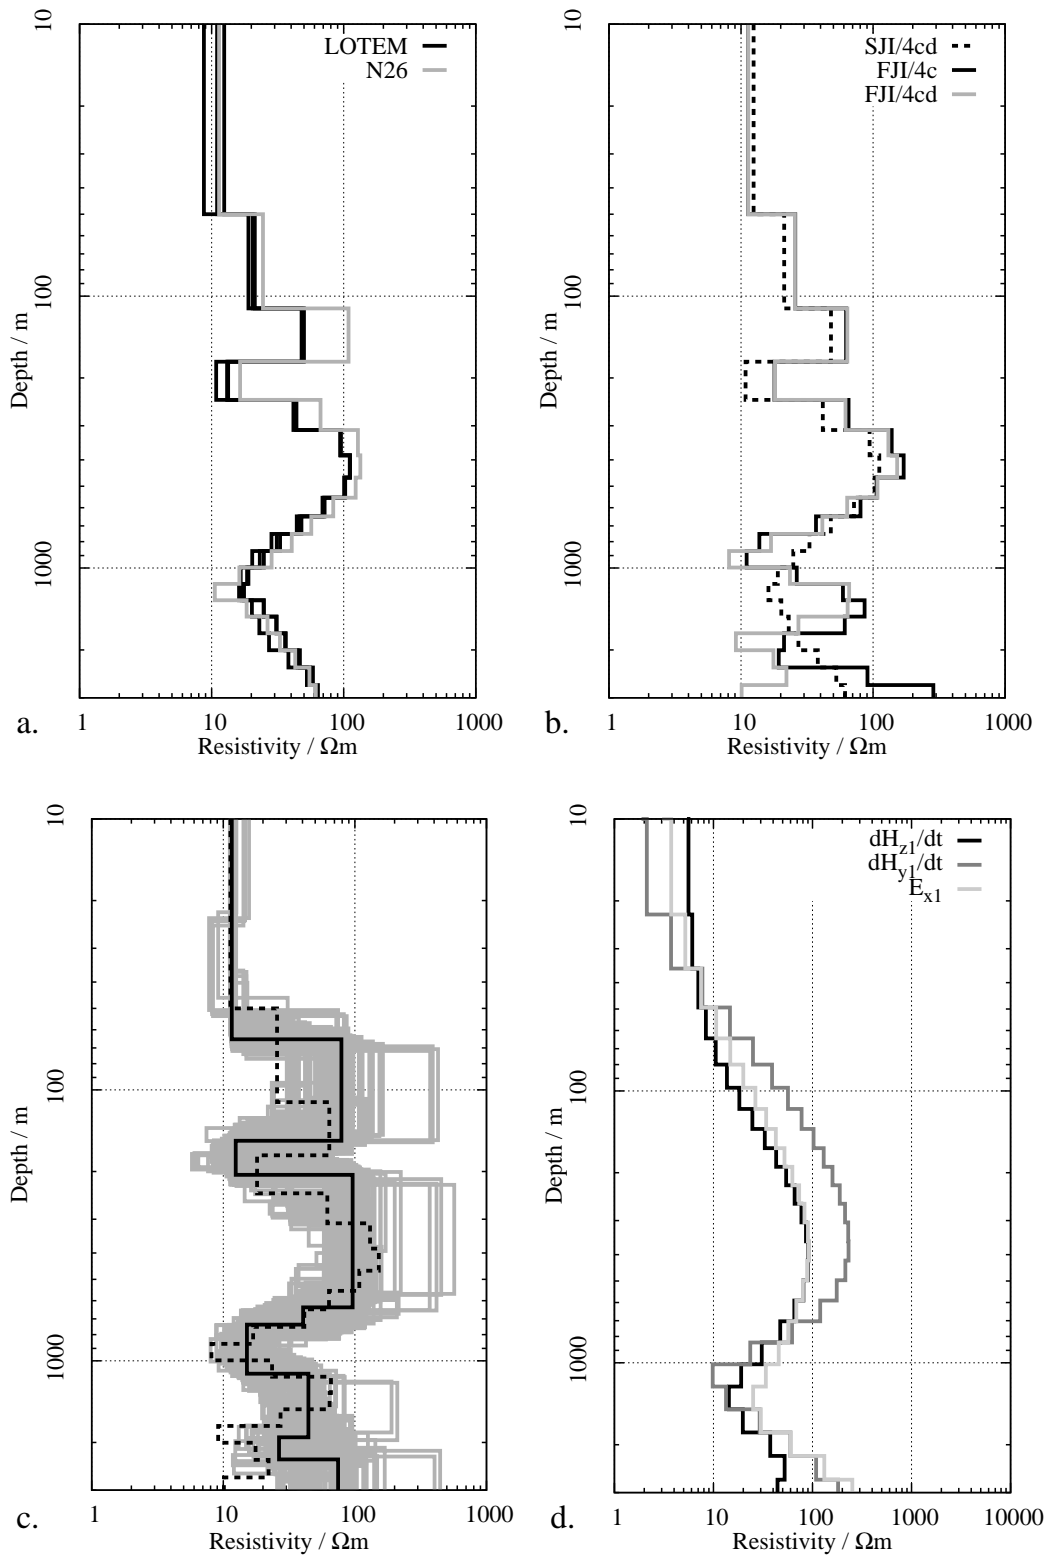 10
100
1000
Depth / m
LOTEM
N26
1 10 100 1000
Resistivity / Ωm
a.
10
100
1000
Depth / m
SJI/4cd
FJI/4c
FJI/4cd
1 10 100 1000
Resistivity / Ωm
b.
10
100
1000
Depth / m
1 10 100 1000
Resistivity / Ωm
c.
10
100
1000
Depth / m
dHz1/dt
dHy1/dt
Ex1
1 10 100 1000 10000
Resistivity / Ωm
d.